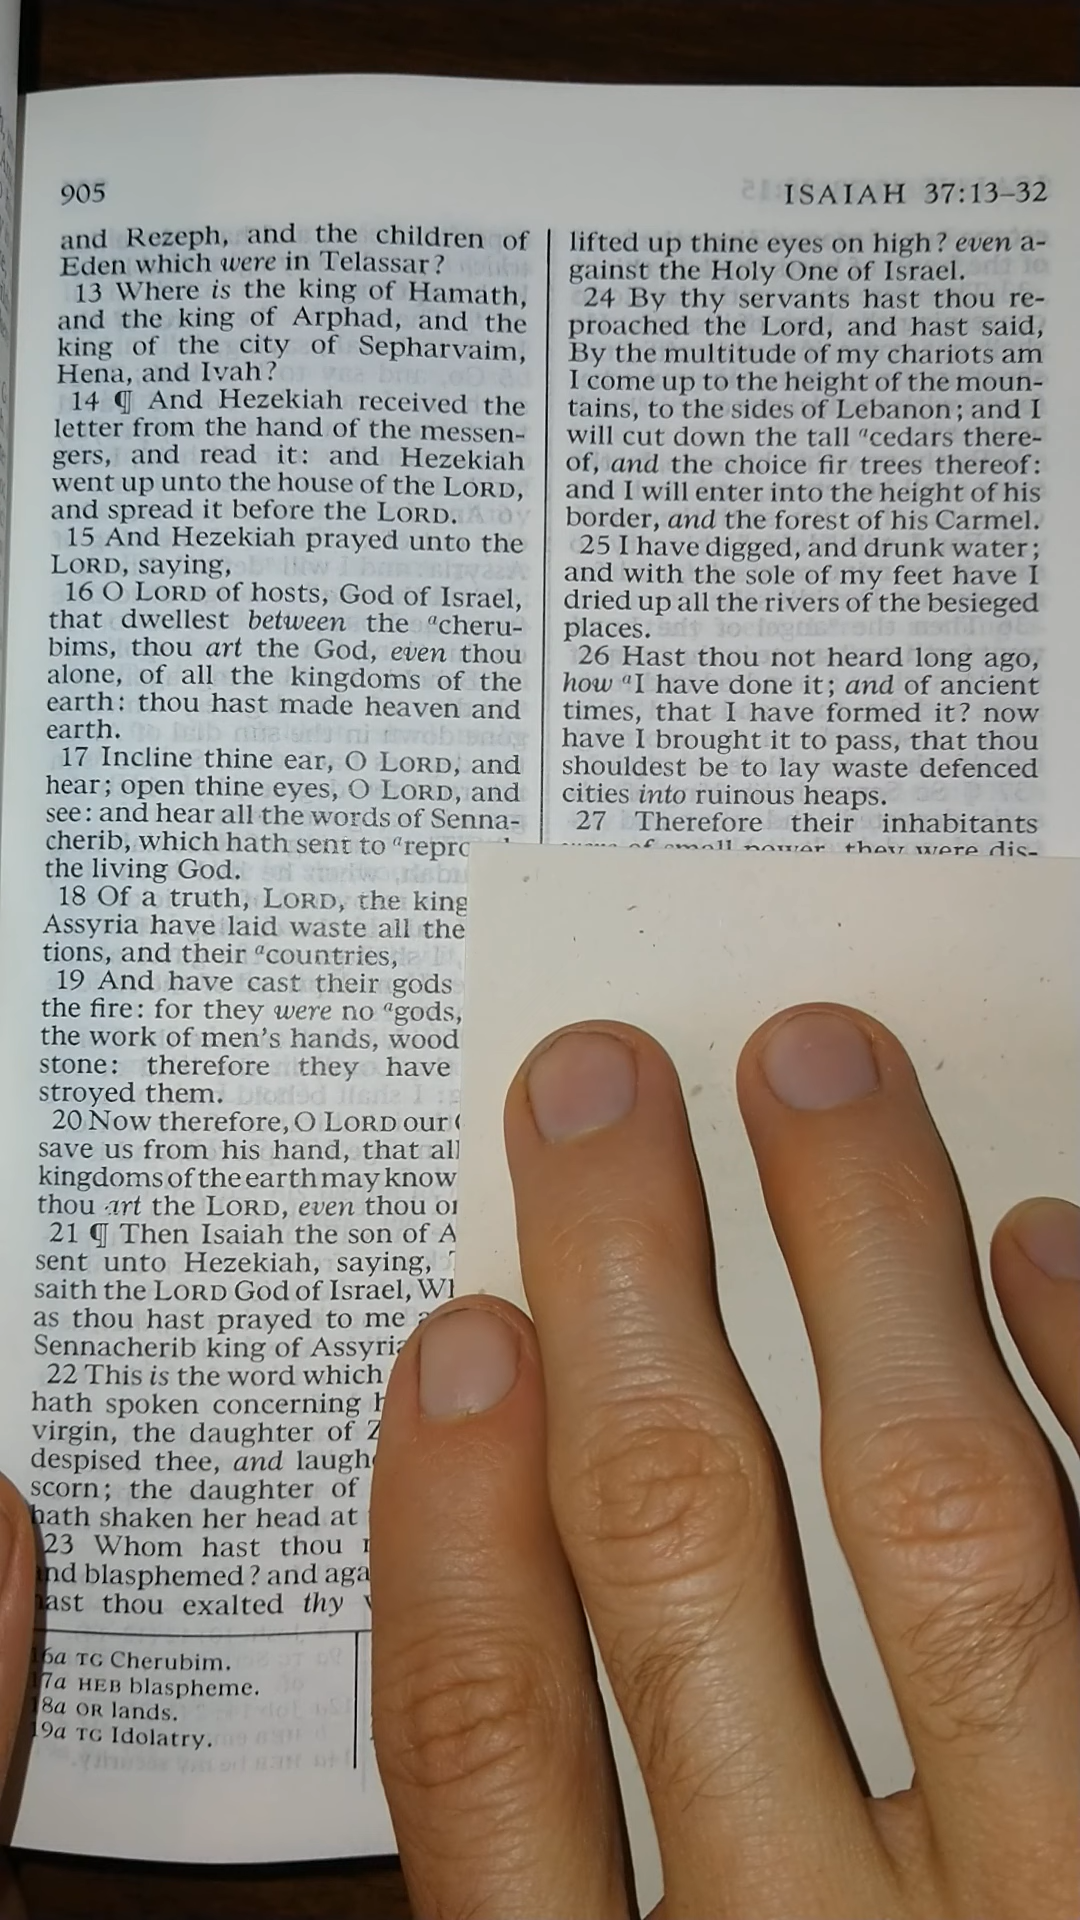 905
ISAIAH 37:13–32
and Rezeph, and the children of
Eden which were in Telassar?
13 Where is the king of Hamath,
and the king of Arphad, and the
king of the city of Sepharvaim,
Hena, and Ivah?
14 ¶ And Hezekiah received the
letter from the hand of the messen-
gers, and read it: and Hezekiah
went up unto the house of the LORD,
and spread it before the LORD.
15 And Hezekiah prayed unto the
LORD, saying,
16 O LORD of hosts, God of Israel,
that dwellest between the acheru-
bims, thou art the God, even thou
alone, of all the kingdoms of the
earth: thou hast made heaven and
earth.
17 Incline thine ear, O LORD, and
hear; open thine eyes, O LORD, and
see: and hear all the words of Senna-
cherib, which hath sent to
the living God.
18 Of a truth, LORD, the king
Assyria have laid waste all the
tions, and their acountries,
19 And have cast their gods
the fire: for they were no agods,
the work of men's hands, wood
stone: therefore they have
stroyed them.
20 Now therefore, O LORD our
save us from his hand, that all
kingdoms of the earth may know
thou art the LORD, even thou
21 ¶ Then Isaiah the son of
sent unto Hezekiah, saying,
saith the LORD God of Israel,
as thou hast prayed to me
Sennacherib king of
22 This is the word which
hath spoken concerning
virgin, the daughter of
despised thee, and
scorn; the daughter of
hath shaken her head at
23 Whom hast thou
and blasphemed? and
hast thou exalted thy
lifted up thine eyes on high? even a-
gainst the Holy One of Israel.
24 By thy servants hast thou re-
proached the Lord, and hast said,
By the multitude of my chariots am
I come up to the height of the moun-
tains, to the sides of Lebanon; and I
will cut down the tall acedars there-
of, and the choice fir trees thereof:
and I will enter into the height of his
border, and the forest of his Carmel.
25 I have digged, and drunk water;
and with the sole of my feet have I
dried up all the rivers of the besieged
places.
26 Hast thou not heard long ago,
how aI have done it; and of ancient
times, that I have formed it? now
have I brought it to pass, that thou
shouldest be to lay waste defenced
cities into ruinous heaps.
27 Therefore their inhabitants
of small power, they were dis-
16a TG Cherubim.
17a HEB blaspheme.
18a OR lands.
19a TG Idolatry.